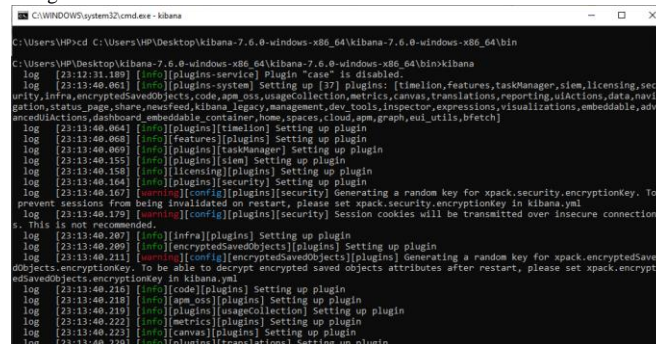 C:\WINDOWS\system32\cmd.exe - kibana
C:\Users\HP>cd C:\Users\HP\Desktop\kibana-7.6.0-windows-x86_64\kibana-7.6.0-windows-x86_64\bin
C:\Users\HP\Desktop\kibana-7.6.0-windows-x86_64\kibana-7.6.0-windows-x86_64\bin>kibana
log [23:12:31.189] [info][plugins-service] Plugin "case" is disabled.
log [23:13:40.061] [info][plugins-system] Setting up [37] plugins: [timelion,features,taskManager,siem,licensing,sec
urity,infra,encryptedSavedObjects,code,apm_oss,usageCollection,metrics,canvas,translations,reporting,uiActions,data,navi
gation,status_page,share,newsfeed,kibana_legacy,management,dev_tools,inspector,expressions,visualizations,embeddable,adv
ancedUiActions,dashboard_embeddable_container,home,spaces,cloud,apm,graph,eui_utils,bfetch]
log [23:13:40.064] [info][plugins][timelion] Setting up plugin
log [23:13:40.068] [info][features][plugins] Setting up plugin
log [23:13:40.069] [info][plugins][taskManager] Setting up plugin
log [23:13:40.155] [info][plugins][siem] Setting up plugin
log [23:13:40.158] [info][licensing][plugins] Setting up plugin
log [23:13:40.164] [info][plugins][security] Setting up plugin
log [23:13:40.167] [warning][config][plugins][security] Generating a random key for xpack.security.encryptionKey. To
prevent sessions from being invalidated on restart, please set xpack.security.encryptionKey in kibana.yml
log [23:13:40.179] [warning][config][plugins][security] Session cookies will be transmitted over insecure connection
s. This is not recommended.
log [23:13:40.207] [info][infra][plugins] Setting up plugin
log [23:13:40.209] [info][encryptedSavedObjects][plugins] Setting up plugin
log [23:13:40.211] [warning][config][encryptedSavedObjects][plugins] Generating a random key for xpack.encryptedSave
dObjects.encryptionKey. To be able to decrypt encrypted saved objects attributes after restart, please set xpack.encrypt
edSavedObjects.encryptionKey in kibana.yml
log [23:13:40.216] [info][code][plugins] Setting up plugin
log [23:13:40.218] [info][apm_oss][plugins] Setting up plugin
log [23:13:40.219] [info][plugins][usageCollection] Setting up plugin
log [23:13:40.222] [info][metrics][plugins] Setting up plugin
log [23:13:40.223] [info][canvas][plugins] Setting up plugin
log [23:13:40.229] [info][plugins][translations] Setting up plugin